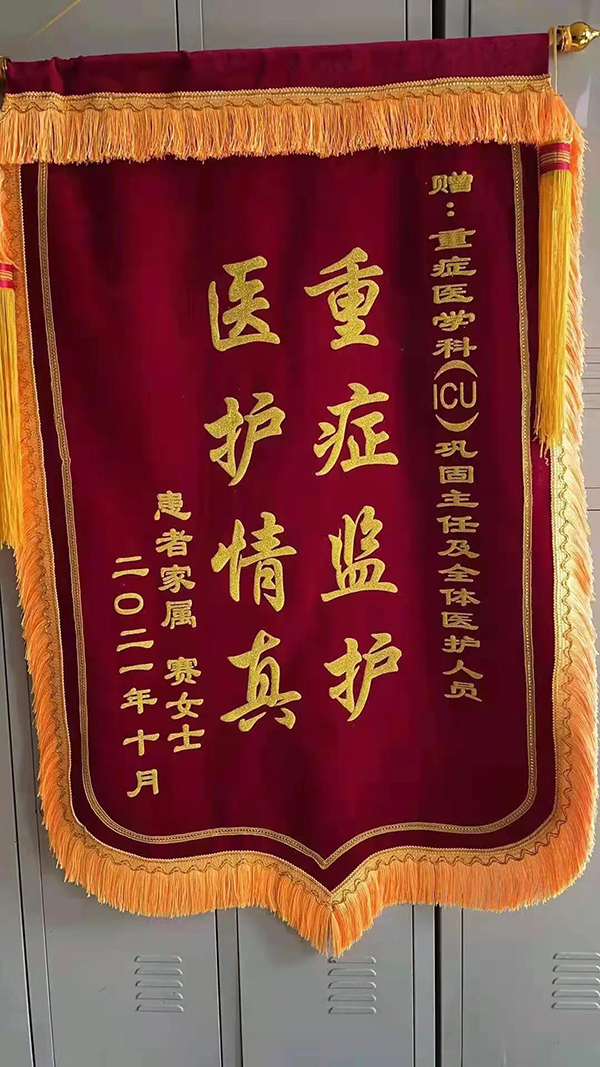 赠：重症医学科（ICU）巩固主任及全体医护人员
重症监护
医护情真
患者家属 赛女士
二〇二一年十月